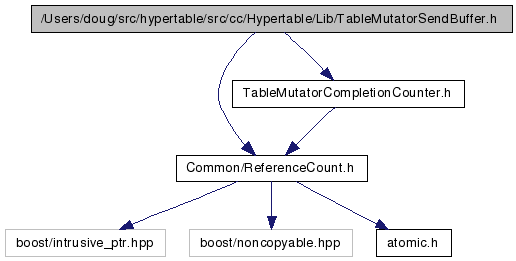 /Users/doug/src/hypertable/src/cc/Hypertable/Lib/TableMutatorSendBuffer.h
TableMutatorCompletionCounter.h
Common/ReferenceCount.h
boost/intrusive_ptr.hpp
boost/noncopyable.hpp
atomic.h